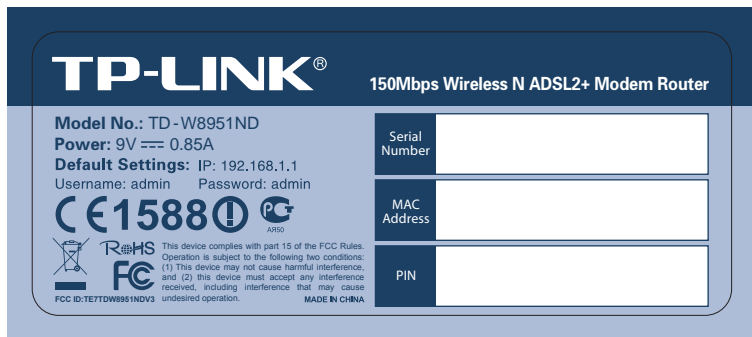 TP-LINK®
150Mbps Wireless N ADSL2+ Modem Router
Model No.: TD-W8951ND
Power: 9V ⎓ 0.85A
Default Settings: IP: 192.168.1.1
Username: admin Password: admin
CE1588
PCT
AЯ50
RoHS
FC
This device complies with part 15 of the FCC Rules.
Operation is subject to the following two conditions:
(1) This device may not cause harmful interference,
and (2) this device must accept any interference
received, including interference that may cause
undesired operation.
FCC ID:TE7TDW8951NDV3
MADE IN CHINA
Serial
Number
MAC
Address
PIN